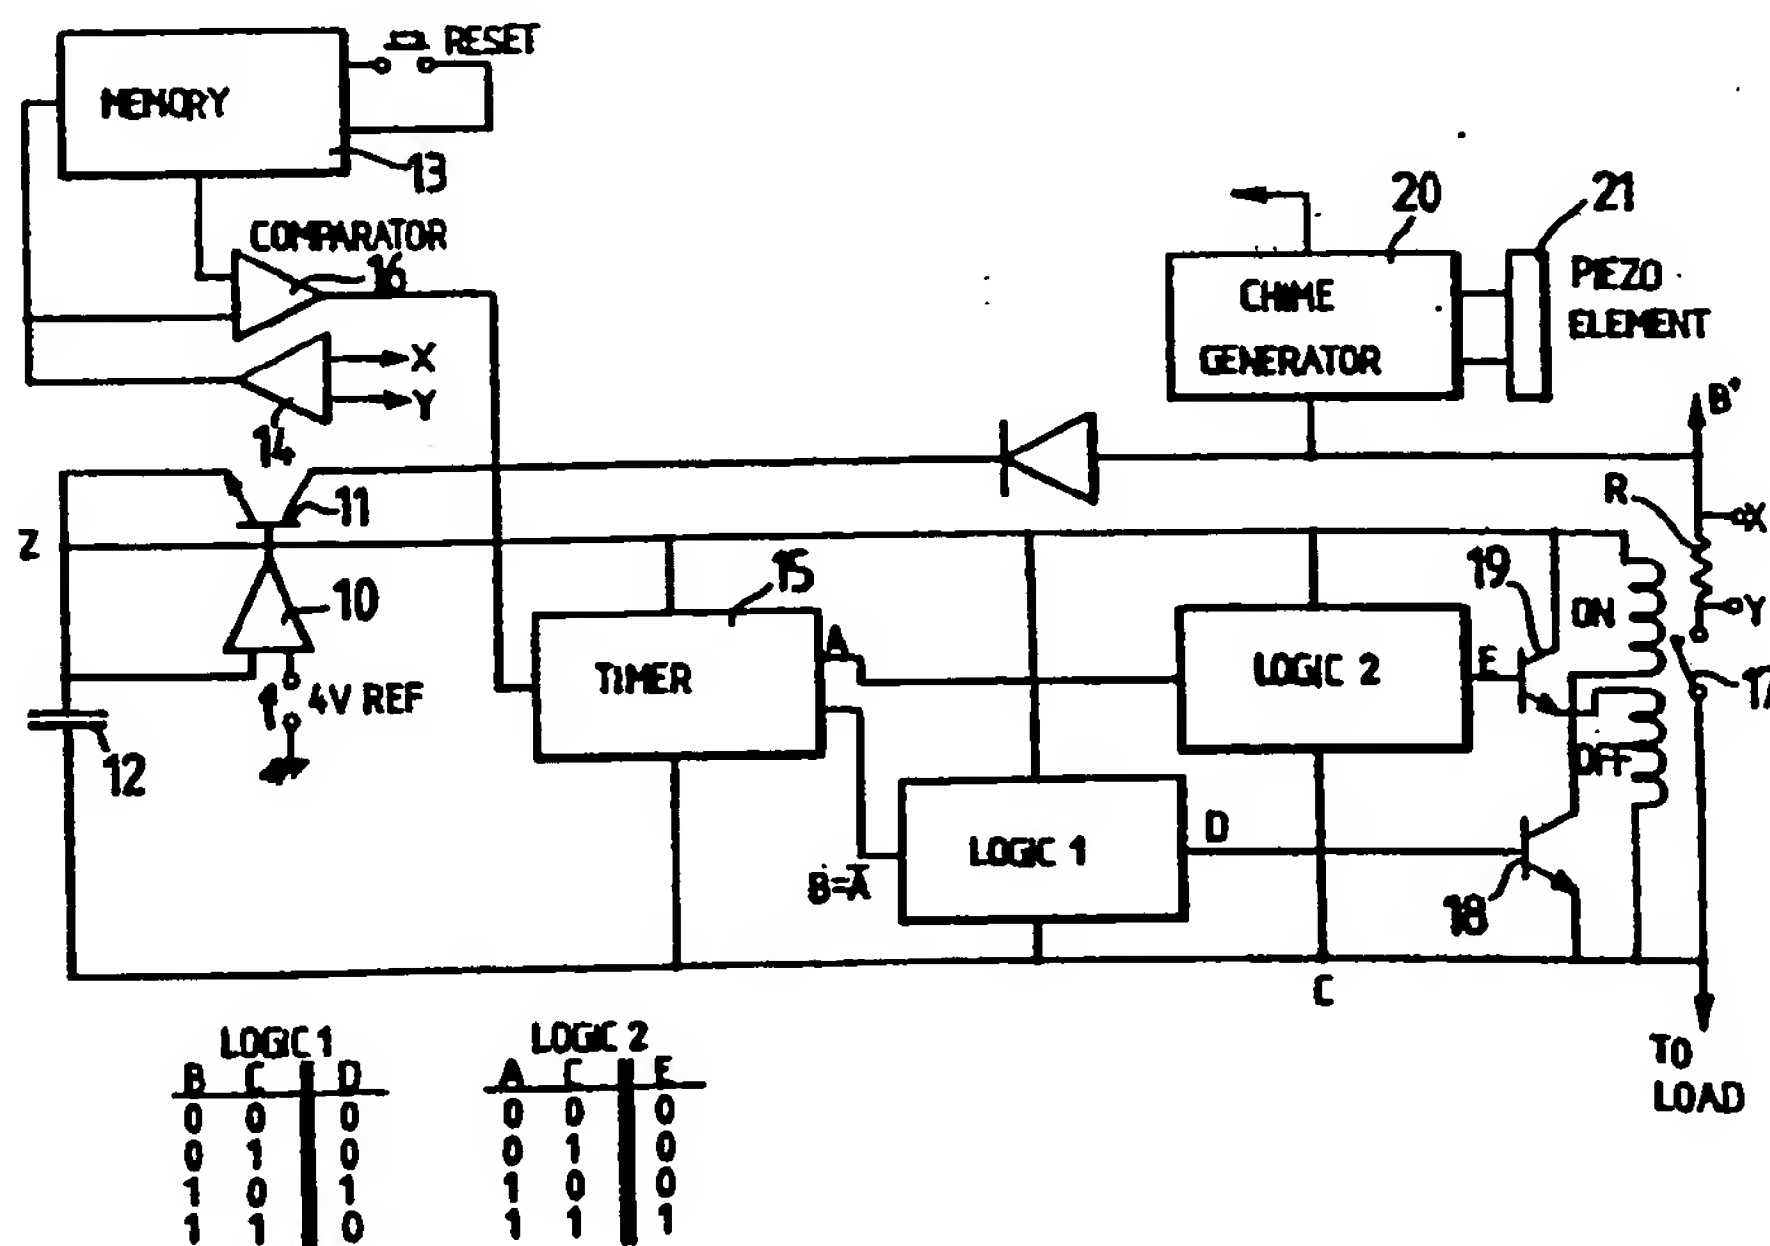 RESET
MEMORY
13
COMPARATOR
16
X
Y
14
11
Z
10
4V REF
12
20
21
CHIME
GENERATOR
PIEZO
ELEMENT
B+
R
X
Y
17
15
TIMER
A
B=A̅
LOGIC 2
E
19
ON
OFF
LOGIC 1
D
18
C
TO
LOAD
LOGIC 1
B C D
0 0 0
0 1 0
1 0 1
1 1 0
LOGIC 2
A C E
0 0 0
0 1 0
1 0 0
1 1 1